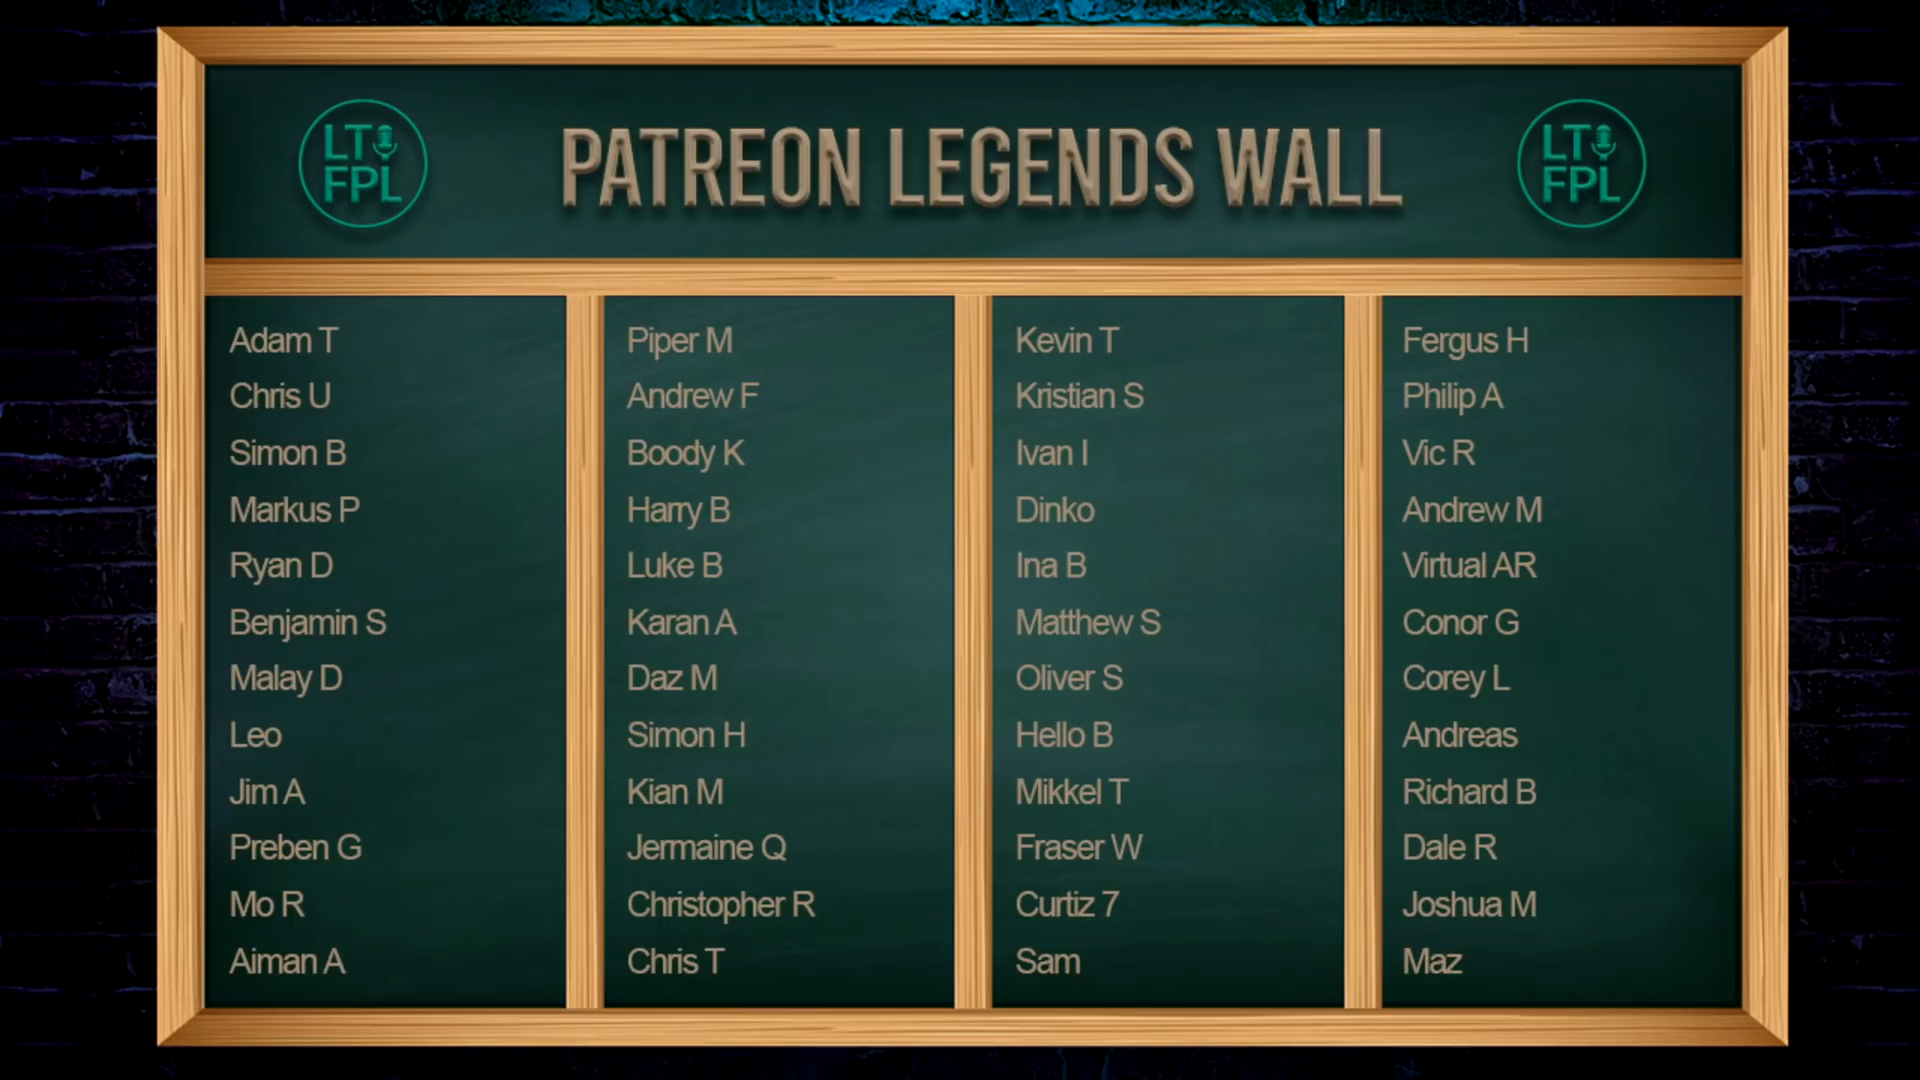 LT
FPL
PATREON LEGENDS WALL
LT
FPL
Adam T
Chris U
Simon B
Markus P
Ryan D
Benjamin S
Malay D
Leo
Jim A
Preben G
Mo R
Aiman A
Piper M
Andrew F
Boody K
Harry B
Luke B
Karan A
Daz M
Simon H
Kian M
Jermaine Q
Christopher R
Chris T
Kevin T
Kristian S
Ivan I
Dinko
Ina B
Matthew S
Oliver S
Hello B
Mikkel T
Fraser W
Curtiz 7
Sam
Fergus H
Philip A
Vic R
Andrew M
Virtual AR
Conor G
Corey L
Andreas
Richard B
Dale R
Joshua M
Maz